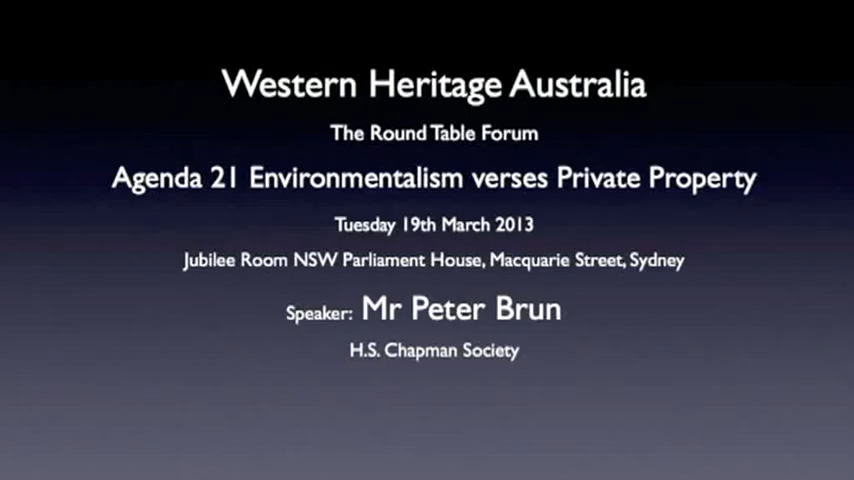 Western Heritage Australia
The Round Table Forum
Agenda 21 Environmentalism verses Private Property
Tuesday 19th March 2013
Jubilee Room NSW Parliament House, Macquarie Street, Sydney
Speaker: Mr Peter Brun
H.S. Chapman Society